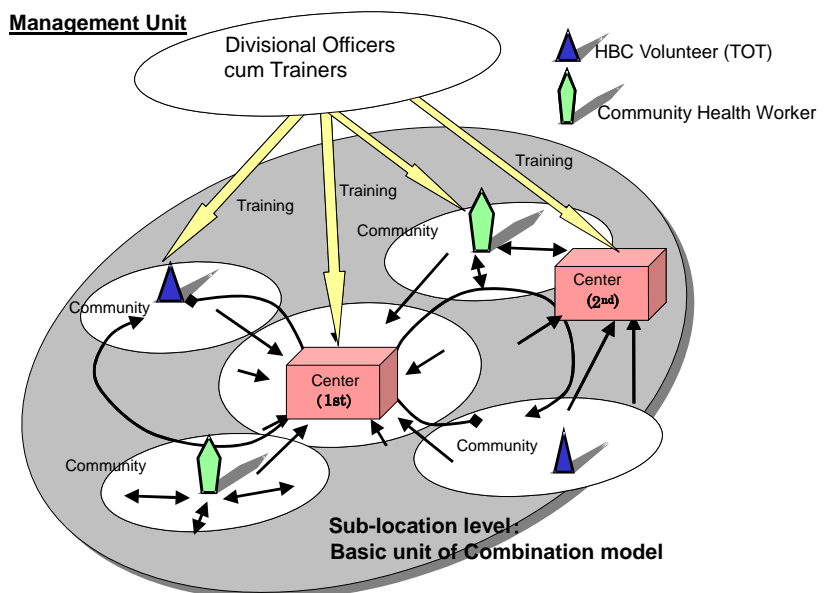 Management Unit
Divisional Officers
cum Trainers
HBC Volunteer (TOT)
Community Health Worker
Training
Training
Training
Community
Community
Center
(2nd)
Center
(1st)
Community
Community
Sub-location level:
Basic unit of Combination model